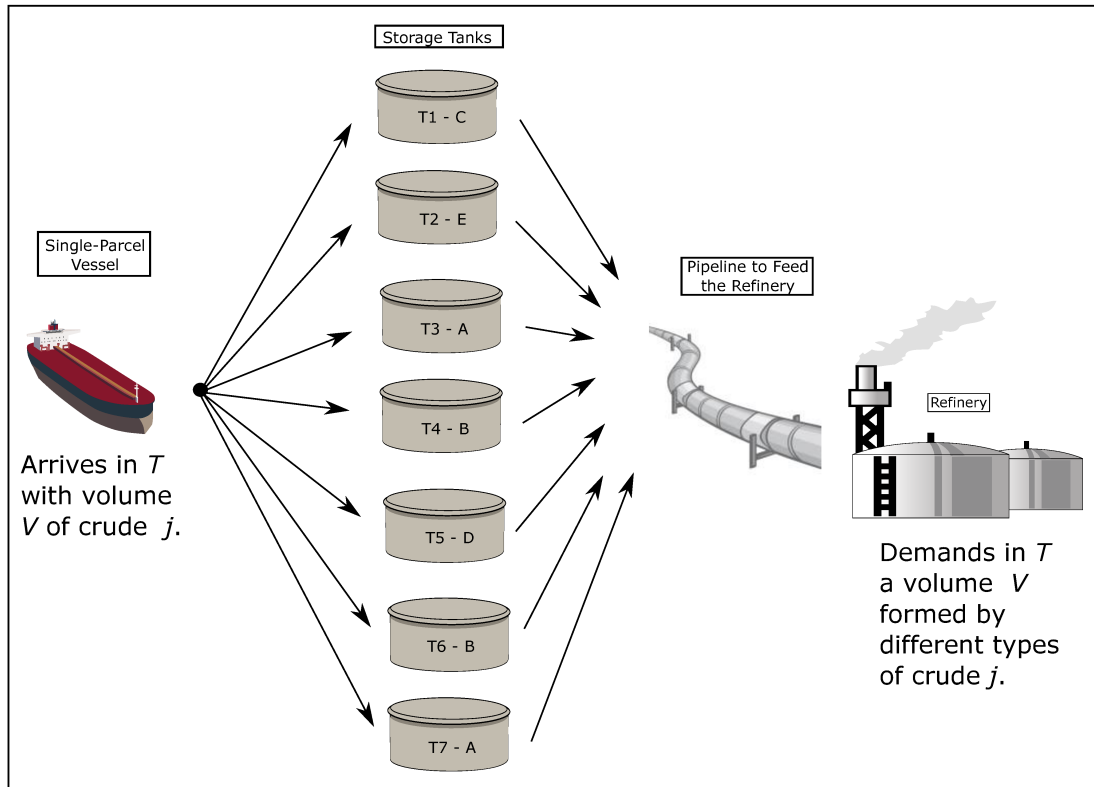 Storage Tanks
T1 - C
T2 - E
T3 - A
T4 - B
T5 - D
T6 - B
T7 - A
Single-Parcel
Vessel
Arrives in T
with volume
V of crude j.
Pipeline to Feed
the Refinery
Refinery
Demands in T
a volume V
formed by
different types
of crude j.